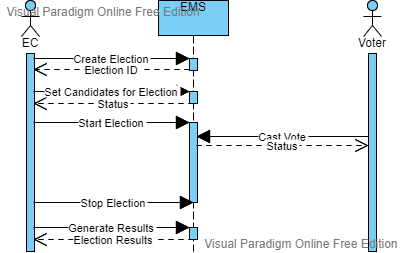 Visual Paradigm Online Free Edition
EMS
EC
Voter
Create Election
Election ID
Set Candidates for Election
Status
Start Election
Cast Vote
Status
Stop Election
Generate Results
Election Results
Visual Paradigm Online Free Edition